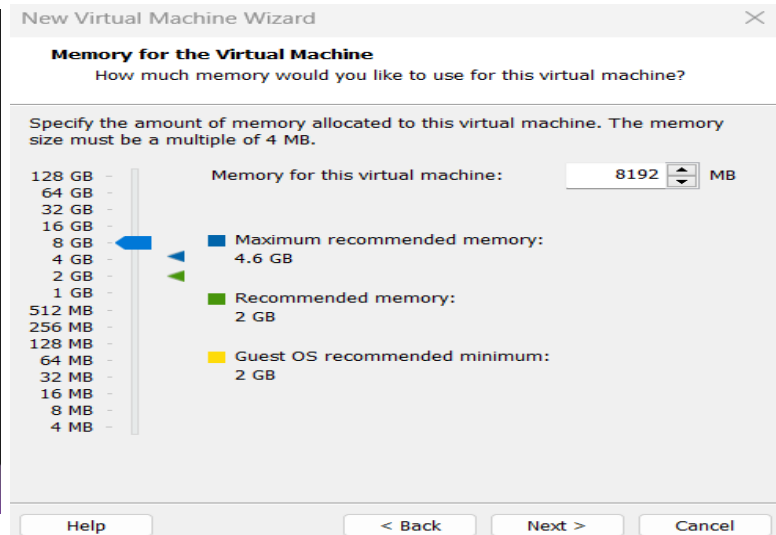 New Virtual Machine Wizard
Memory for the Virtual Machine
How much memory would you like to use for this virtual machine?
Specify the amount of memory allocated to this virtual machine. The memory
size must be a multiple of 4 MB.
128 GB
64 GB
32 GB
16 GB
8 GB
4 GB
2 GB
1 GB
512 MB
256 MB
128 MB
64 MB
32 MB
16 MB
8 MB
4 MB
Memory for this virtual machine: 8192 MB
Maximum recommended memory:
4.6 GB
Recommended memory:
2 GB
Guest OS recommended minimum:
2 GB
Help < Back Next > Cancel